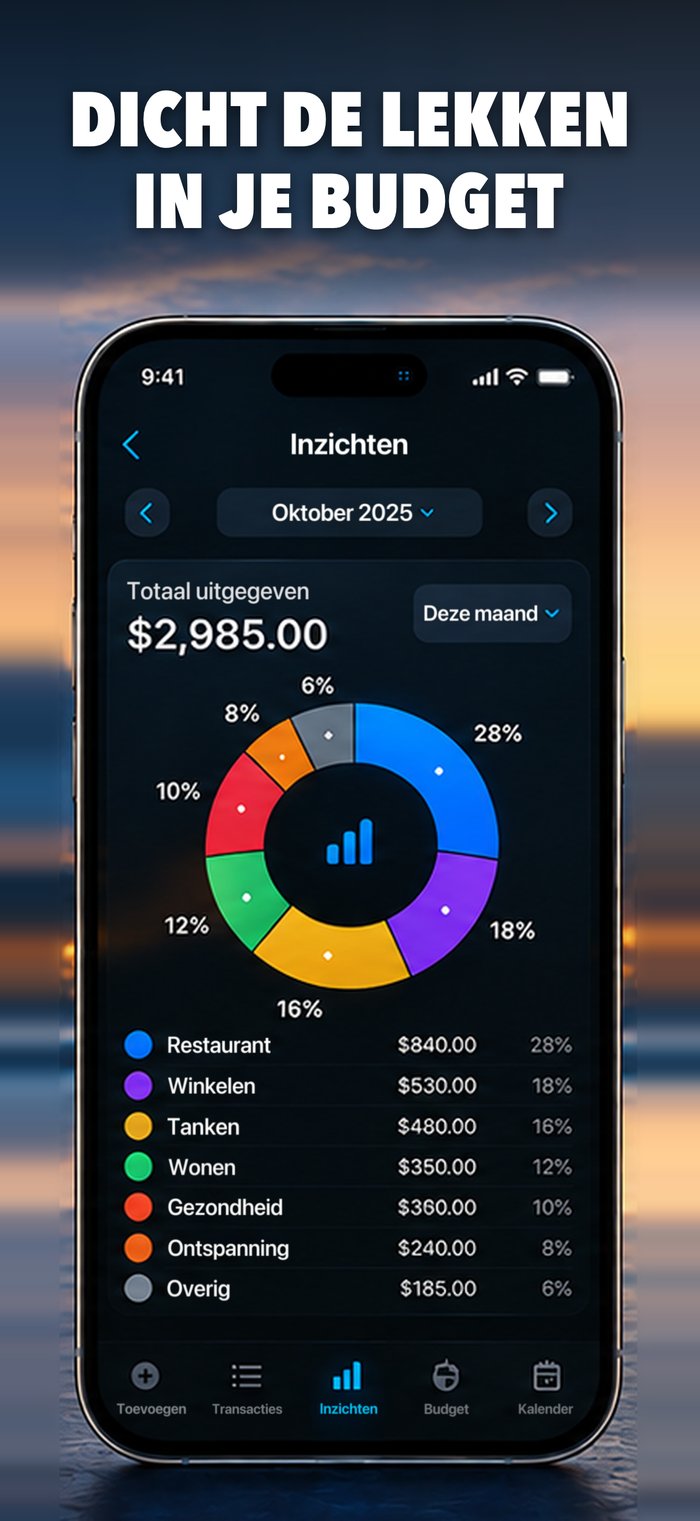 DICHT DE LEKKEN
IN JE BUDGET
9:41
Inzichten
Oktober 2025
Totaal uitgegeven
$2,985.00
Deze maand
6%
8%
28%
10%
12%
18%
16%
Restaurant $840.00 28%
Winkelen $530.00 18%
Tanken $480.00 16%
Wonen $350.00 12%
Gezondheid $360.00 10%
Ontspanning $240.00 8%
Overig $185.00 6%
Toevoegen Transacties Inzichten Budget Kalender